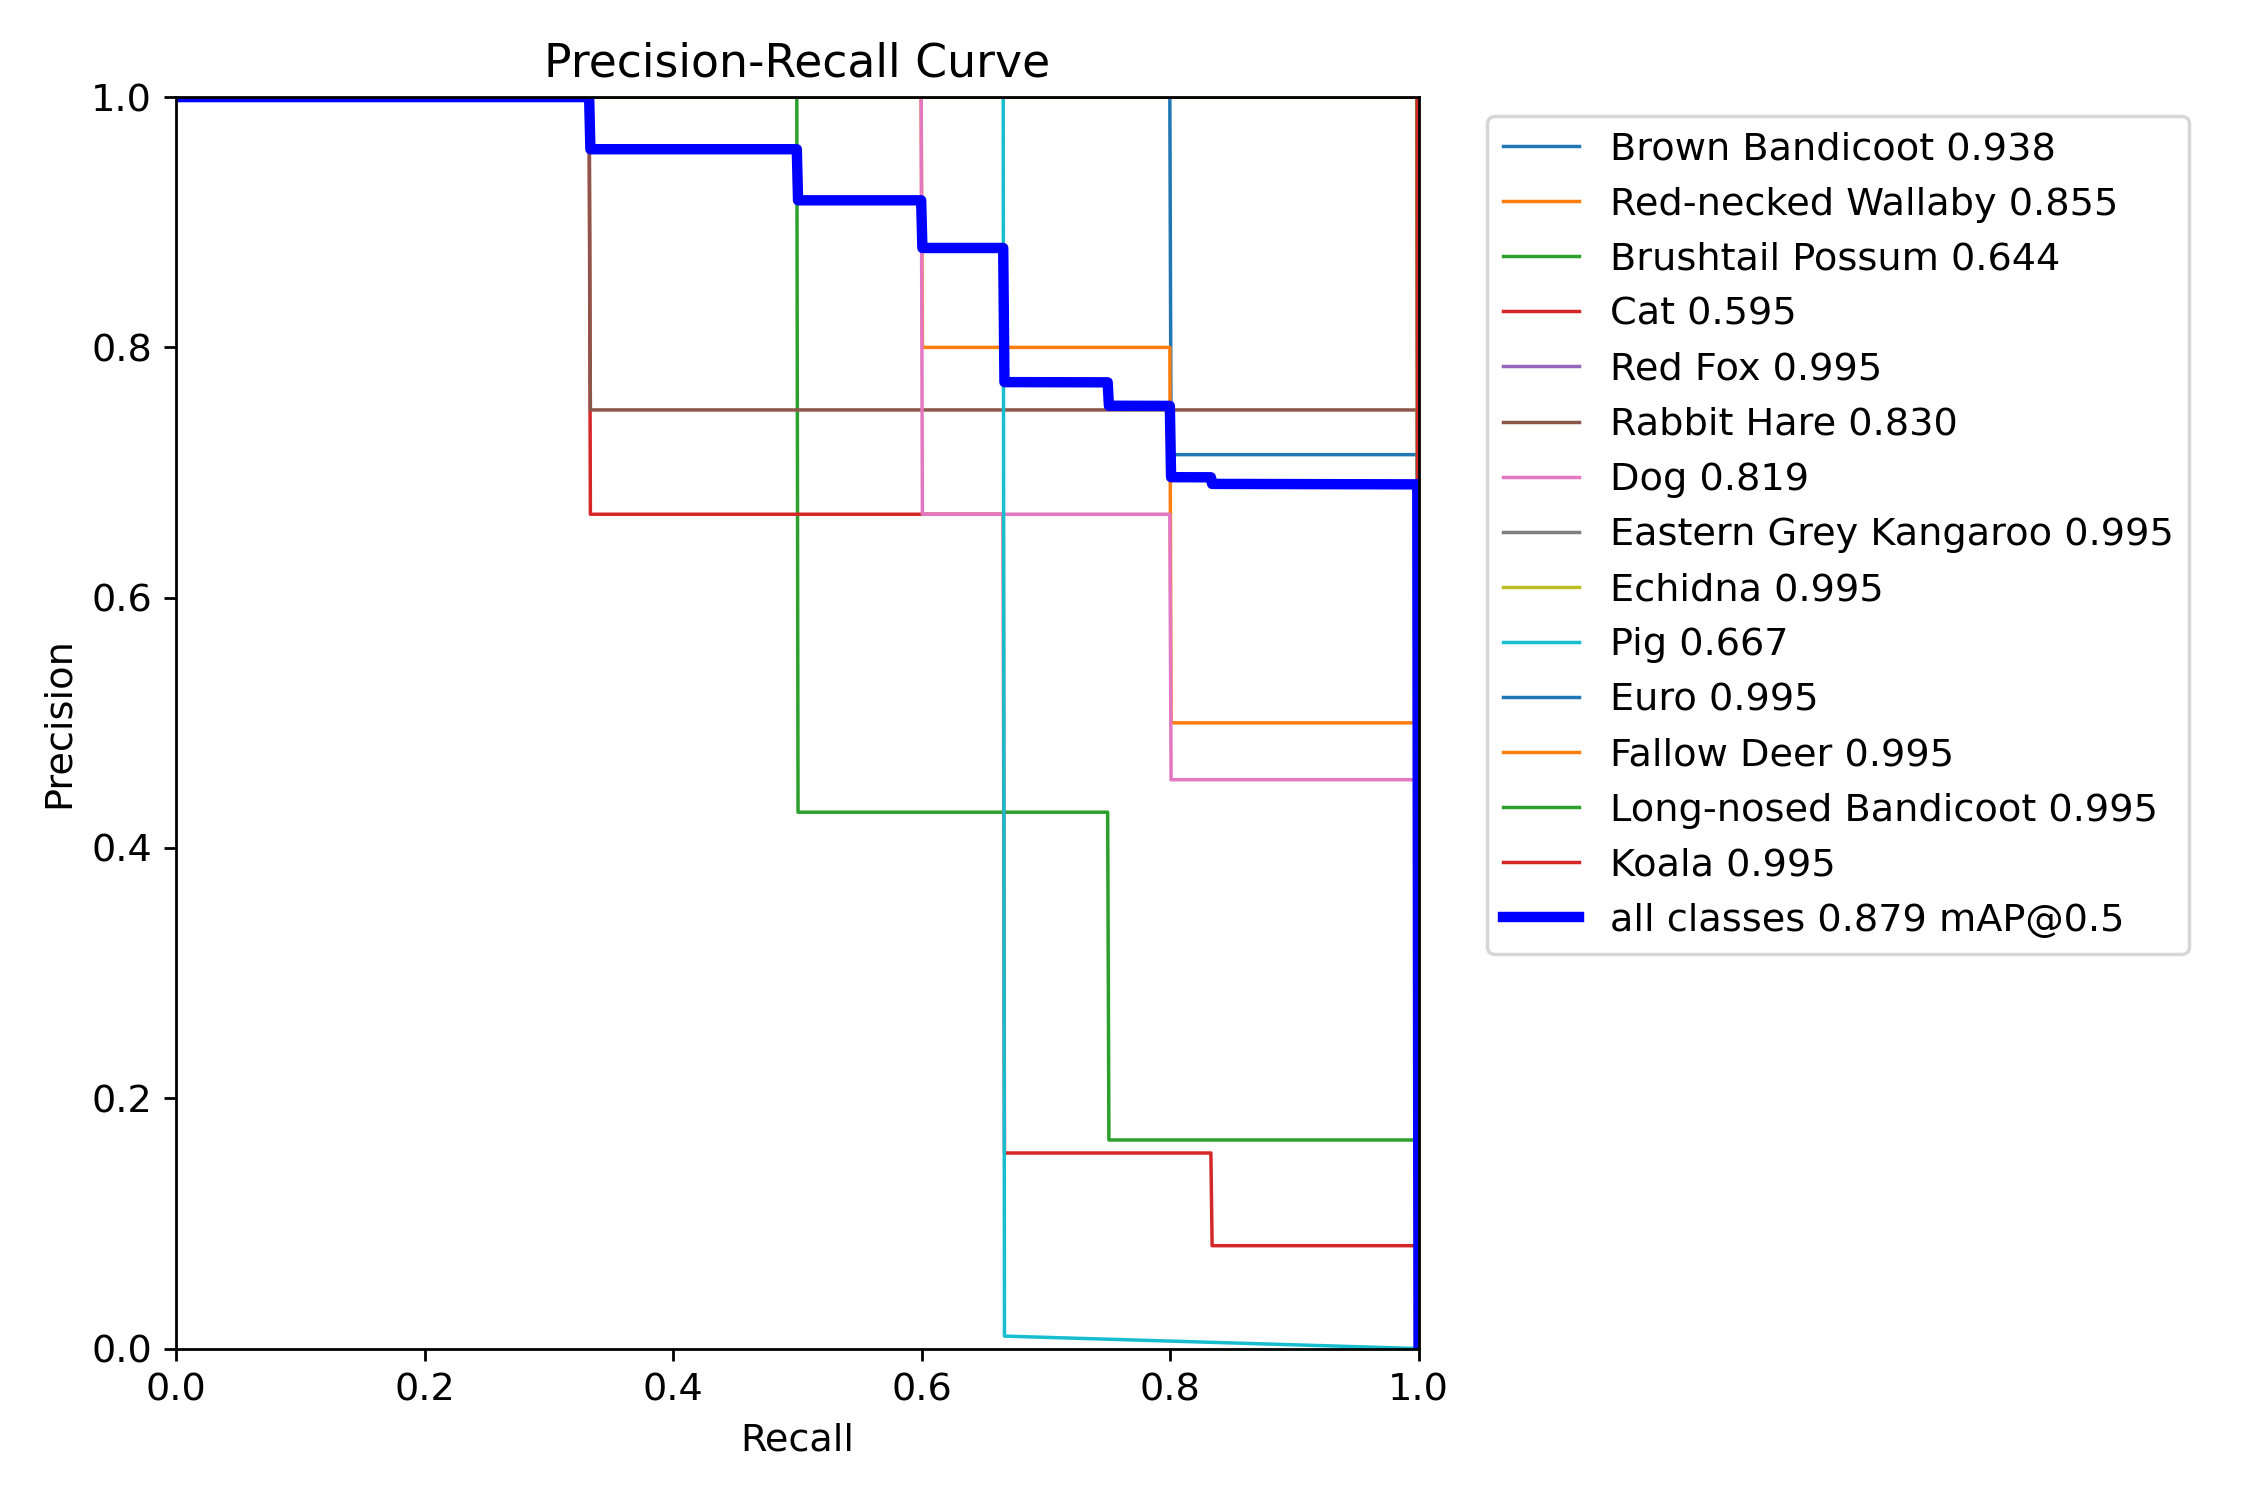 Precision-Recall Curve
1.0
0.8
0.6
0.4
0.2
0.0
Precision
0.0 0.2 0.4 0.6 0.8 1.0
Recall
Brown Bandicoot 0.938
Red-necked Wallaby 0.855
Brushtail Possum 0.644
Cat 0.595
Red Fox 0.995
Rabbit Hare 0.830
Dog 0.819
Eastern Grey Kangaroo 0.995
Echidna 0.995
Pig 0.667
Euro 0.995
Fallow Deer 0.995
Long-nosed Bandicoot 0.995
Koala 0.995
all classes 0.879 mAP@0.5